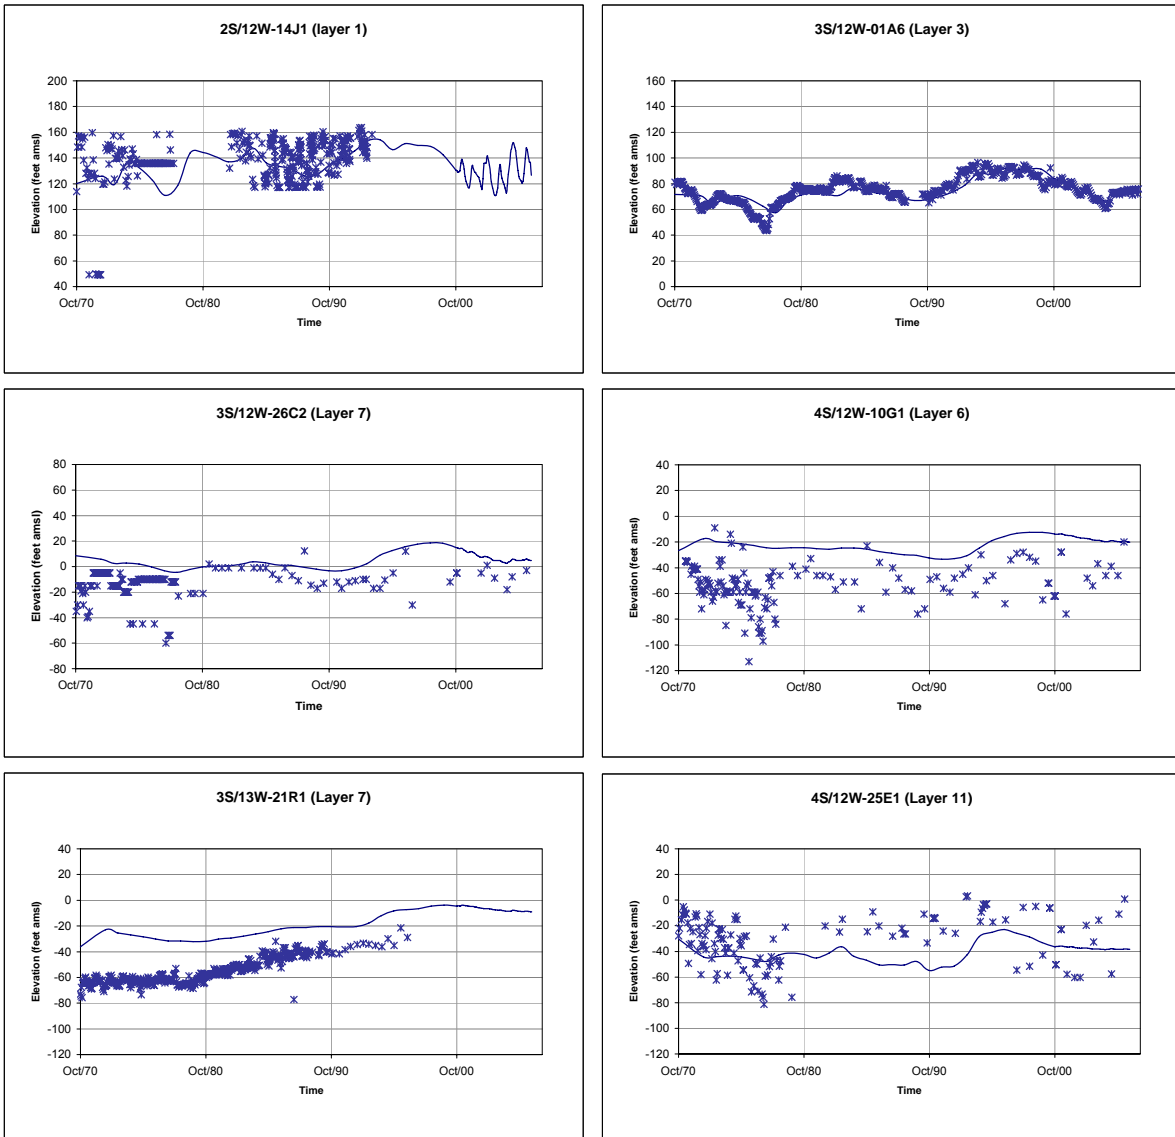 2S/12W-14J1 (layer 1)
200
180
160
140
120
100
80
60
40
Elevation (feet amsl)
Oct/70
Oct/80
Oct/90
Oct/00
Time
3S/12W-01A6 (Layer 3)
160
140
120
100
80
60
40
20
0
Elevation (feet amsl)
Oct/70
Oct/80
Oct/90
Oct/00
Time
3S/12W-26C2 (Layer 7)
80
60
40
20
0
-20
-40
-60
-80
Elevation (feet amsl)
Oct/70
Oct/80
Oct/90
Oct/00
Time
4S/12W-10G1 (Layer 6)
40
20
0
-20
-40
-60
-80
-100
-120
Elevation (feet amsl)
Oct/70
Oct/80
Oct/90
Oct/00
Time
3S/13W-21R1 (Layer 7)
40
20
0
-20
-40
-60
-80
-100
-120
Elevation (feet amsl)
Oct/70
Oct/80
Oct/90
Oct/00
Time
4S/12W-25E1 (Layer 11)
40
20
0
-20
-40
-60
-80
-100
-120
Elevation (feet amsl)
Oct/70
Oct/80
Oct/90
Oct/00
Time